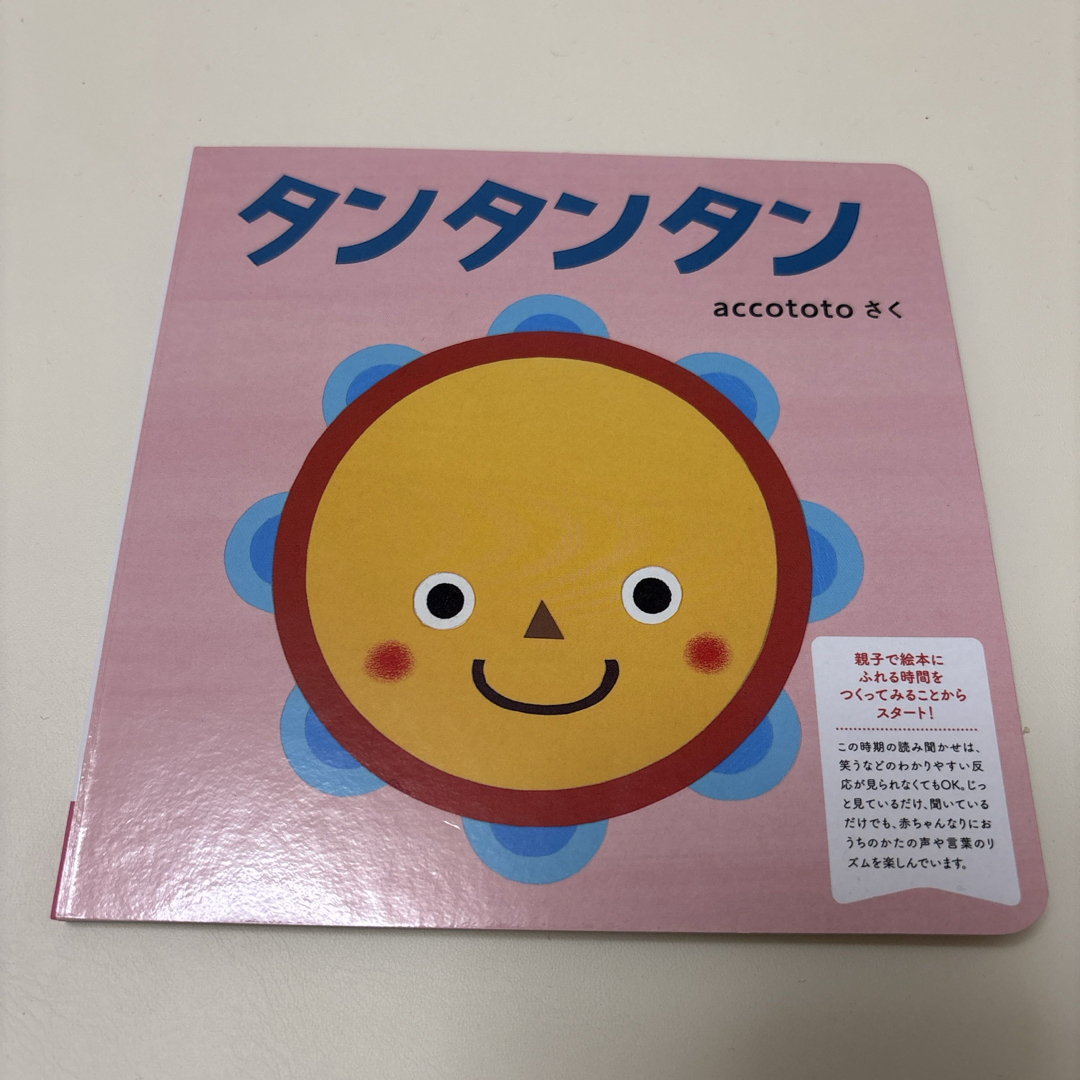 タンタンタン
accototo さく
親子で絵本に
ふれる時間を
つくってみることから
スタート!
この時期の読み聞かせは、
笑うなどのわかりやすい反
応が見られなくてもOK。じっ
と見ているだけ、聞いている
だけでも、赤ちゃんなりにお
うちのかたの声や言葉のリ
ズムを楽しんでいます。